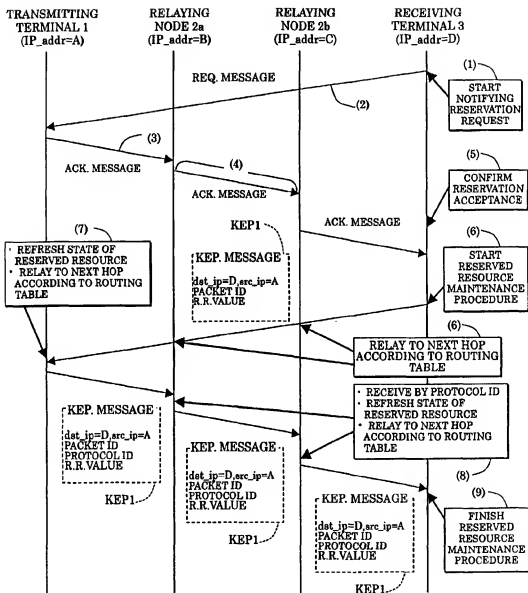 TRANSMITTING
TERMINAL 1
(IP_addr=A)
RELAYING
NODE 2a
(IP_addr=B)
RELAYING
NODE 2b
(IP_addr=C)
RECEIVING
TERMINAL 3
(IP_addr=D)
REQ. MESSAGE
(1)
START
NOTIFYING
RESERVATION
REQUEST
(2)
(3)
ACK. MESSAGE
(4)
ACK. MESSAGE
(5)
CONFIRM
RESERVATION
ACCEPTANCE
ACK. MESSAGE
(7)
· REFRESH STATE OF
RESERVED RESOURCE
· RELAY TO NEXT HOP
ACCORDING TO ROUTING
TABLE
KEP1
KEP. MESSAGE
dst_ip=D,src_ip=A
PACKET ID
R.R.VALUE
(6)
START
RESERVED
RESOURCE
MAINTENANCE
PROCEDURE
(6)
RELAY TO NEXT HOP
ACCORDING TO ROUTING
TABLE
· RECEIVE BY PROTOCOL ID
· REFRESH STATE OF
RESERVED RESOURCE
· RELAY TO NEXT HOP
ACCORDING TO ROUTING
TABLE
(8)
KEP. MESSAGE
dst_ip=D,src_ip=A
PACKET ID
PROTOCOL ID
R.R.VALUE
KEP1
KEP. MESSAGE
dst_ip=D,src_ip=A
PACKET ID
PROTOCOL ID
R.R.VALUE
KEP1
KEP. MESSAGE
dst_ip=D,src_ip=A
PACKET ID
PROTOCOL ID
R.R.VALUE
KEP1
(9)
FINISH
RESERVED
RESOURCE
MAINTENANCE
PROCEDURE